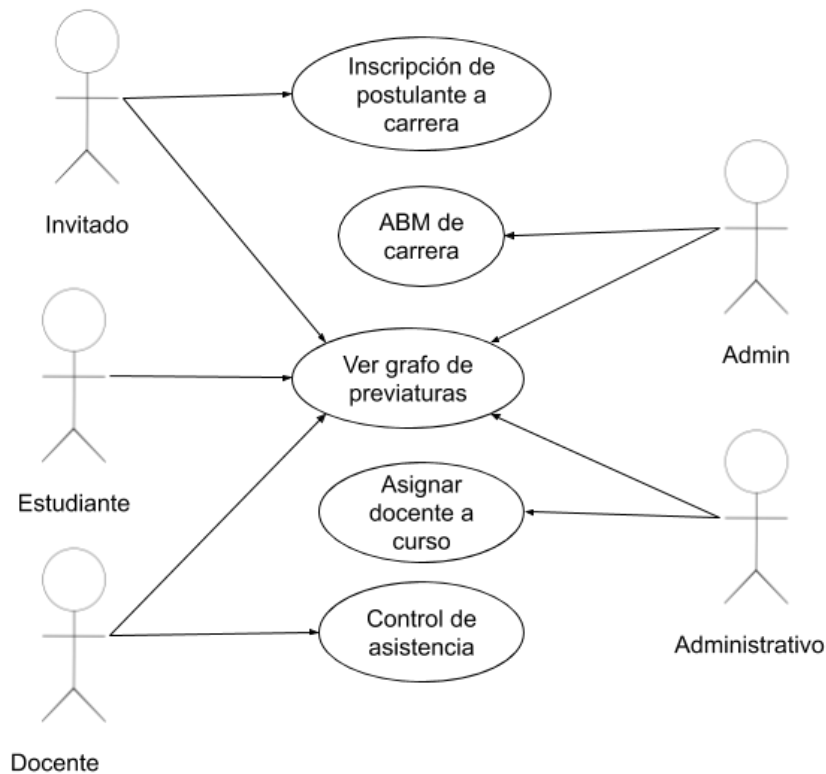 Inscripción de
postulante a
carrera
Invitado
ABM de
carrera
Admin
Ver grafo de
previaturas
Estudiante
Asignar
docente a
curso
Control de
asistencia
Administrativo
Docente